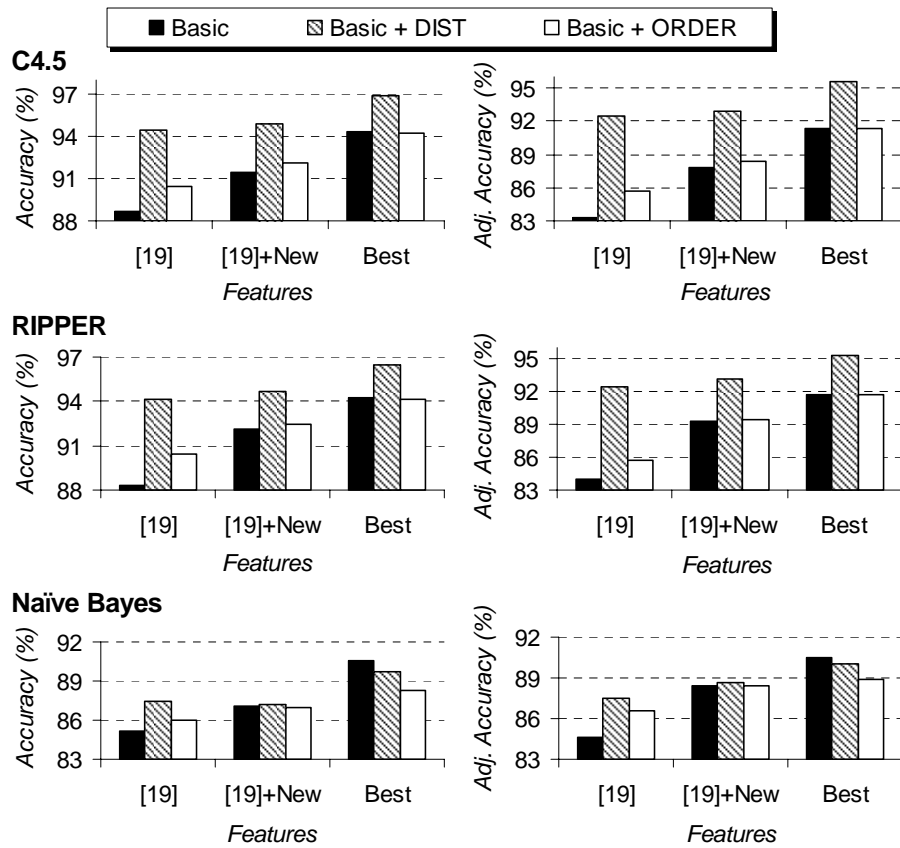 Basic Basic + DIST Basic + ORDER
C4.5
Accuracy (%)
97
94
91
88
[19] [19]+New Best
Features
Adj. Accuracy (%)
95
92
89
86
83
[19] [19]+New Best
Features
RIPPER
Accuracy (%)
97
94
91
88
[19] [19]+New Best
Features
Adj. Accuracy (%)
95
92
89
86
83
[19] [19]+New Best
Features
Naïve Bayes
Accuracy (%)
92
89
86
83
[19] [19]+New Best
Features
Adj. Accuracy (%)
92
89
86
83
[19] [19]+New Best
Features